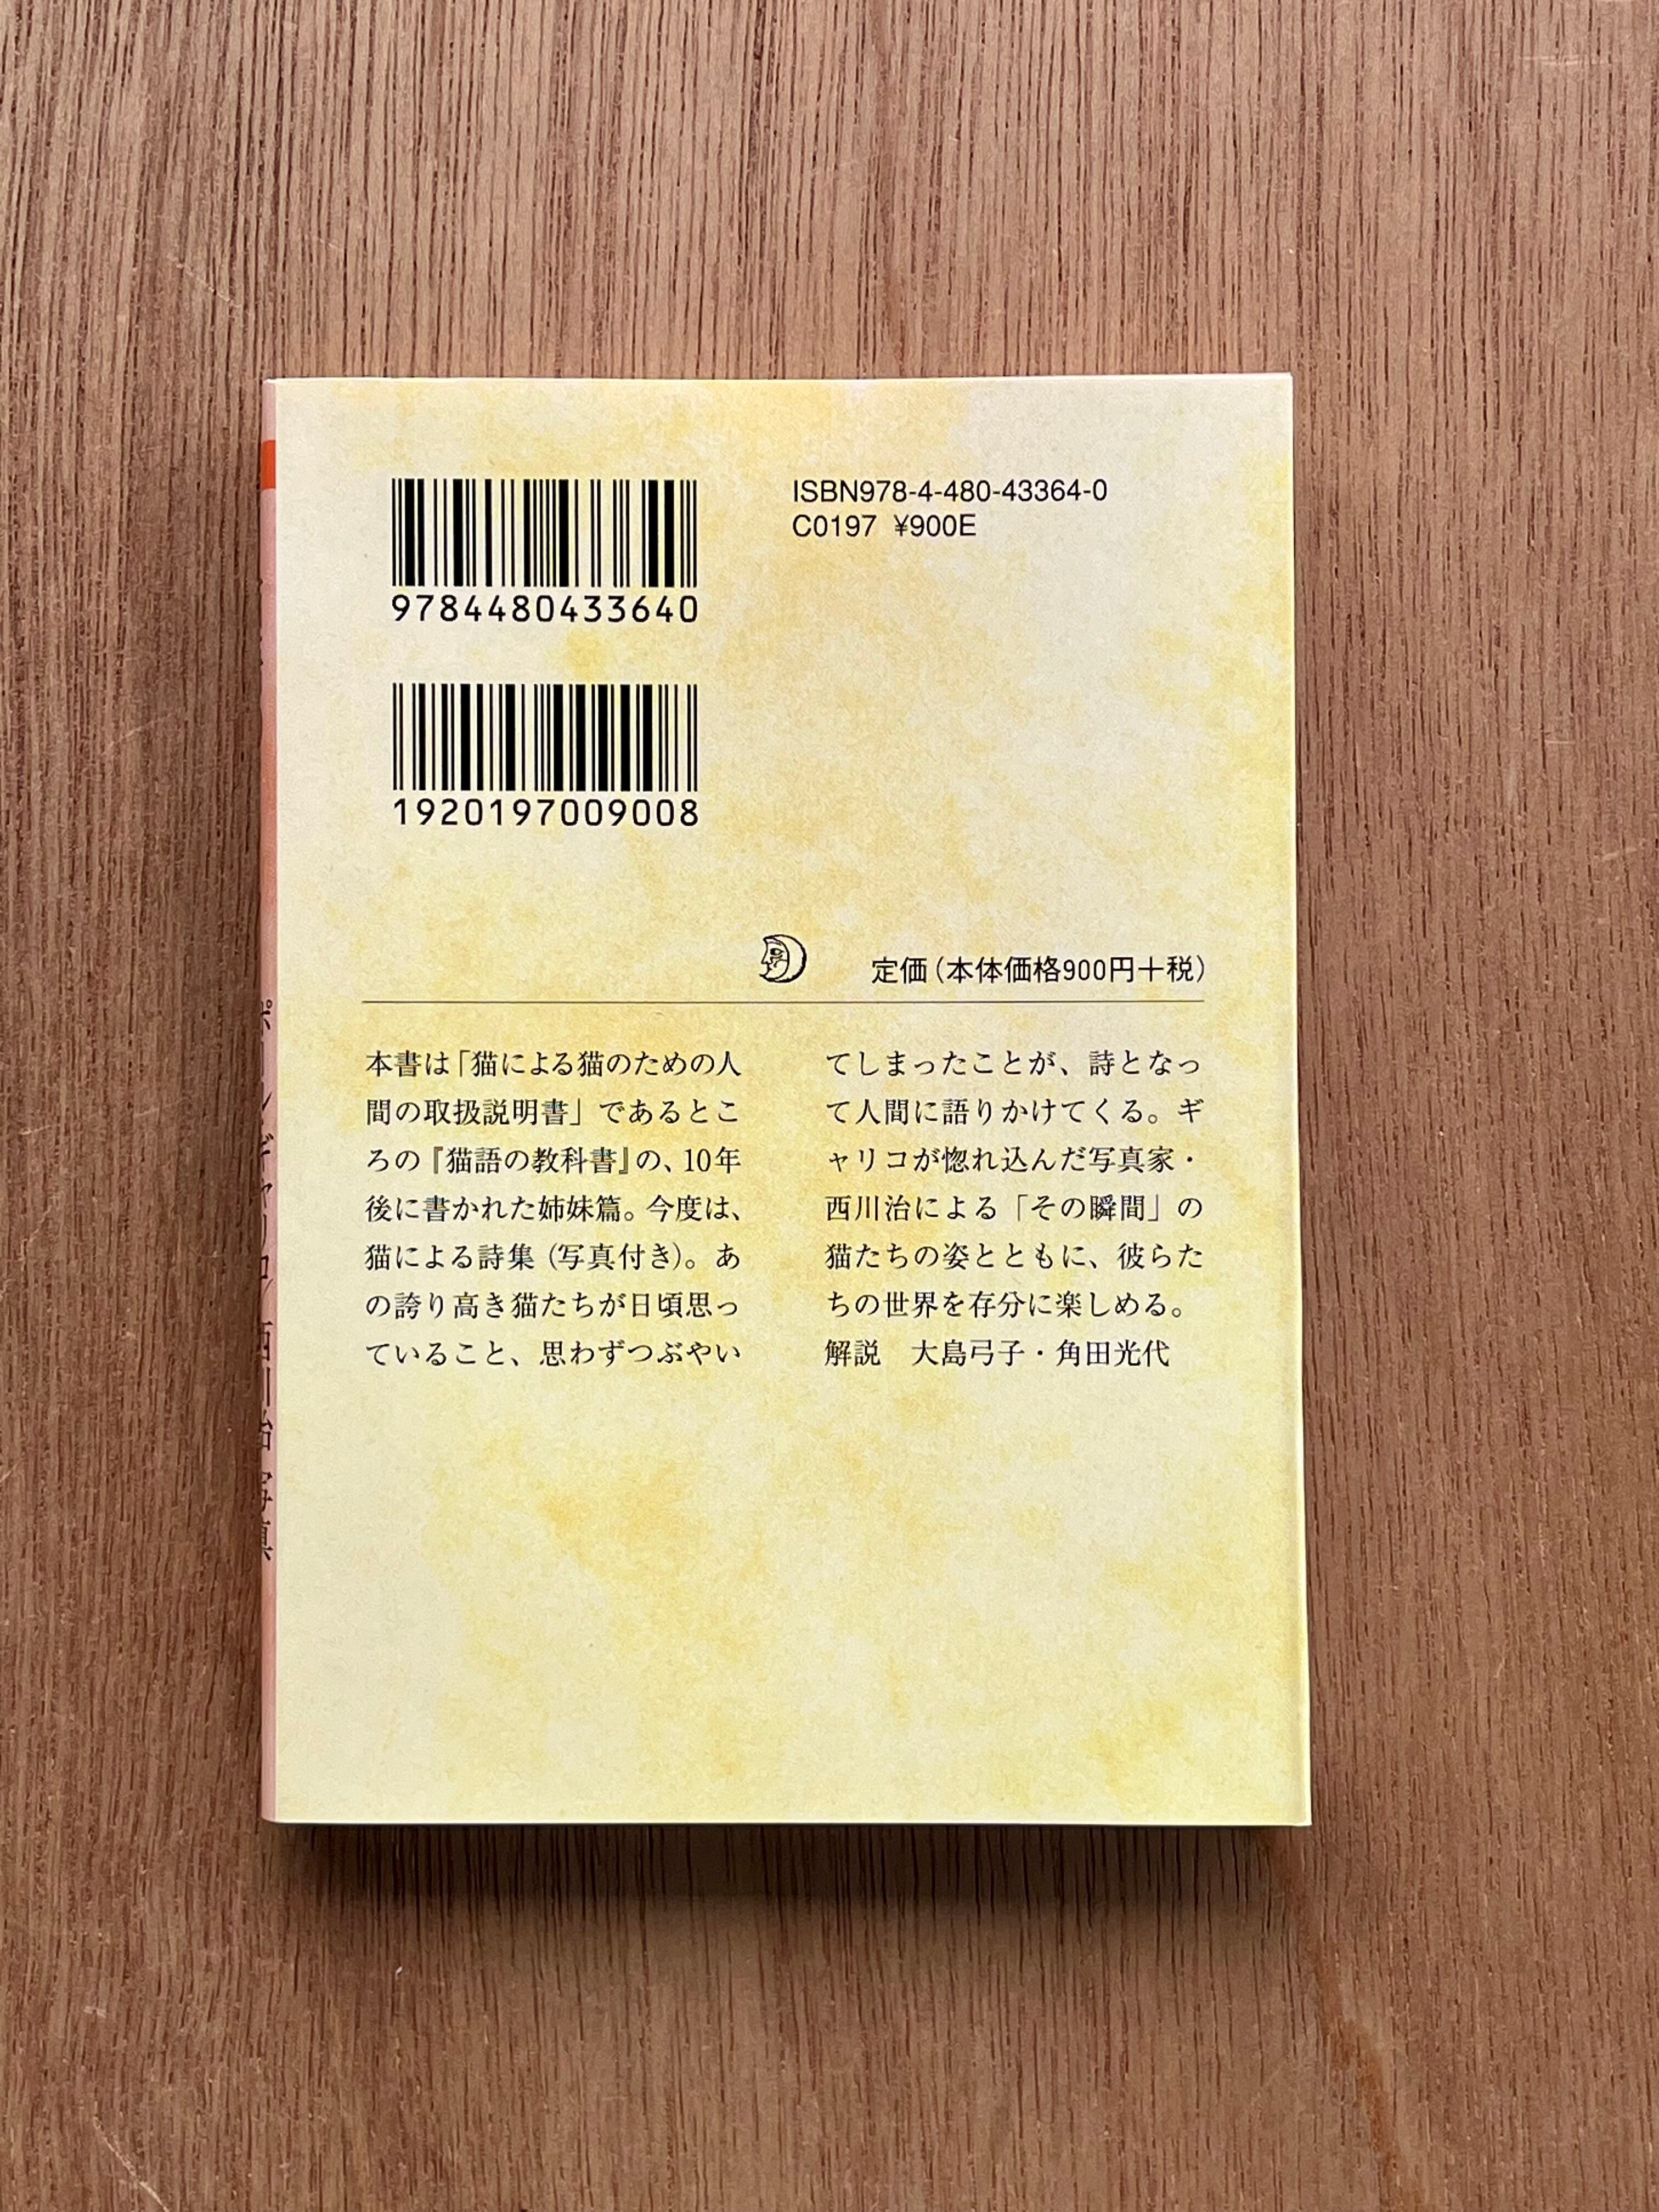 9784480433640
ISBN978-4-480-43364-0
C0197 ¥900E
1920197009008
定価(本体価格900円+税)
本書は「猫による猫のための人
間の取扱説明書」であるとこ
ろの『猫語の教科書』の、10年
後に書かれた姉妹篇。今度は、
猫による詩集(写真付き)。あ
の誇り高き猫たちが日頃思っ
ていること、思わずつぶやい
てしまったことが、詩となっ
て人間に語りかけてくる。ギ
ャリコが惚れ込んだ写真家・
西川治による「その瞬間」の
猫たちの姿とともに、彼らた
ちの世界を存分に楽しめる。
解説 大島弓子・角田光代